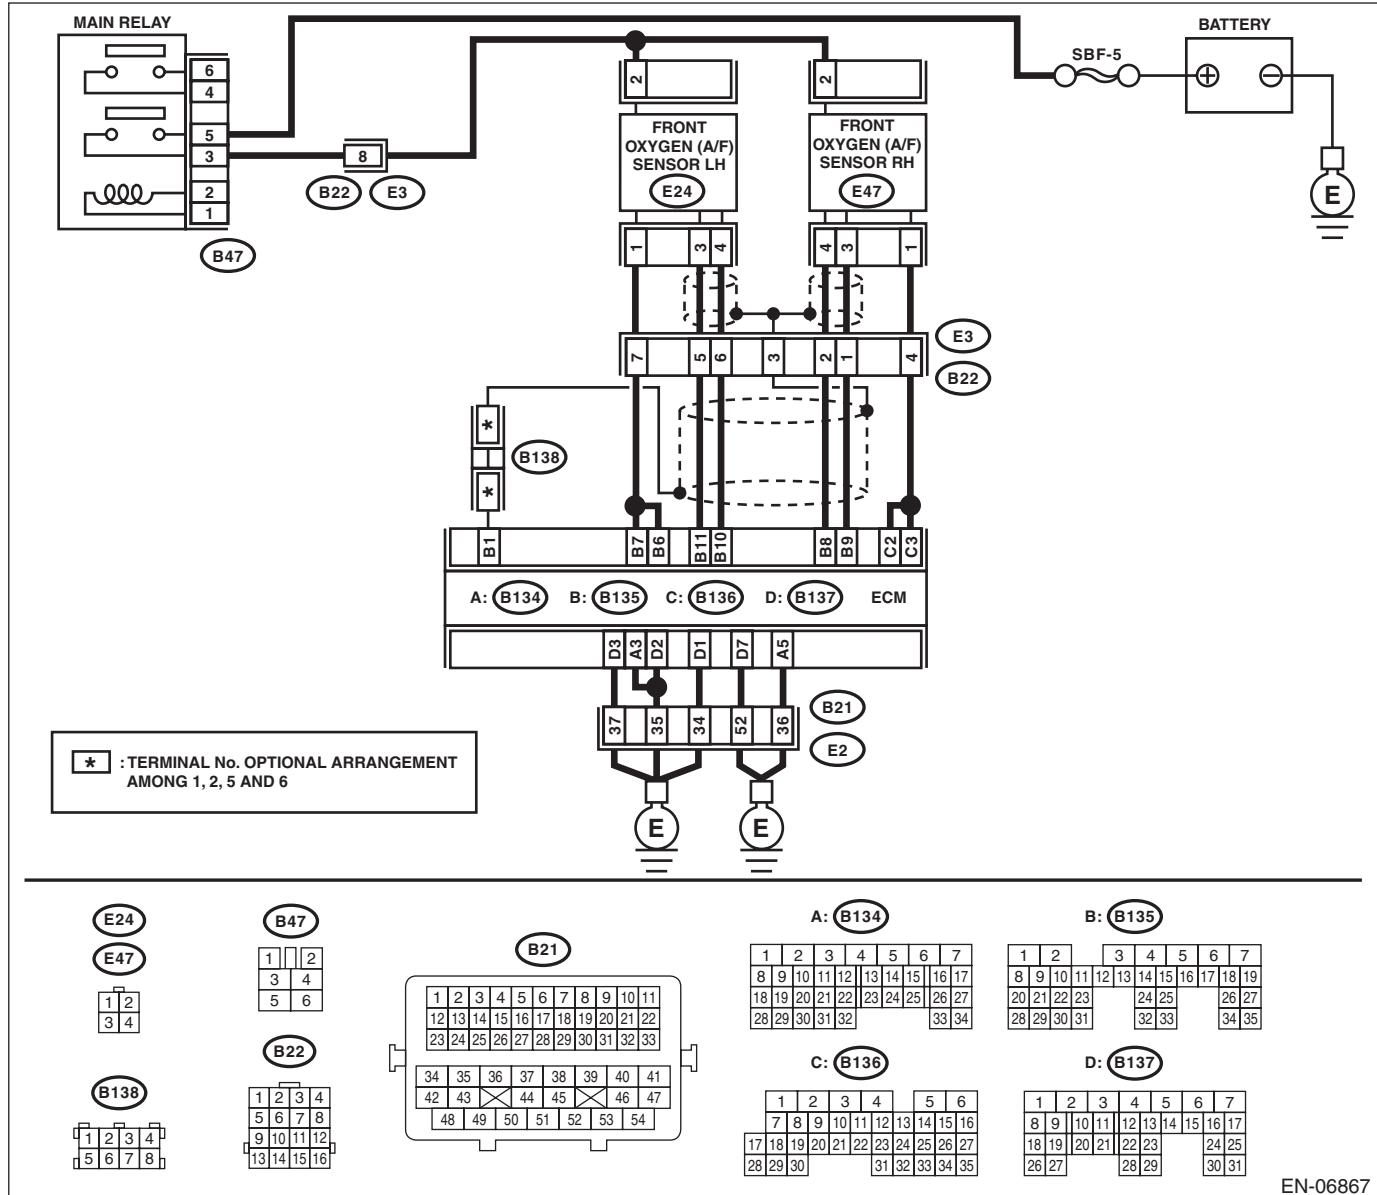 MAIN RELAY
6
4
5
3
2
1
B47
8
B22 E3
SBF-5
BATTERY
+ −
E
2
FRONT
OXYGEN (A/F)
SENSOR LH
E24
1 3 4
2
FRONT
OXYGEN (A/F)
SENSOR RH
E47
4 3 1
7 5 6 3 2 1 4
E3
B22
*
*
B138
B1 B7 B6 B11 B10 B8 B9 C2 C3
A: B134 B: B135 C: B136 D: B137 ECM
D3 A3 D2 D1 D7 A5
37 35 34 52 36
B21
E2
E E
* : TERMINAL No. OPTIONAL ARRANGEMENT
AMONG 1, 2, 5 AND 6
E24
E47
1 2
3 4
B138
1 2 3 4
5 6 7 8
B47
1 2
3 4
5 6
B22
1 2 3 4
5 6 7 8
9 10 11 12
13 14 15 16
B21
1 2 3 4 5 6 7 8 9 10 11
12 13 14 15 16 17 18 19 20 21 22
23 24 25 26 27 28 29 30 31 32 33
34 35 36 37 38 39 40 41
42 43 44 45 46 47
48 49 50 51 52 53 54
A: B134
1 2 3 4 5 6 7
8 9 10 11 12 13 14 15 16 17
18 19 20 21 22 23 24 25 26 27
28 29 30 31 32 33 34
B: B135
1 2 3 4 5 6 7
8 9 10 11 12 13 14 15 16 17 18 19
20 21 22 23 24 25 26 27
28 29 30 31 32 33 34 35
C: B136
1 2 3 4 5 6
7 8 9 10 11 12 13 14 15 16
17 18 19 20 21 22 23 24 25 26 27
28 29 30 31 32 33 34 35
D: B137
1 2 3 4 5 6 7
8 9 10 11 12 13 14 15 16 17
18 19 20 21 22 23 24 25
26 27 28 29 30 31
EN-06867